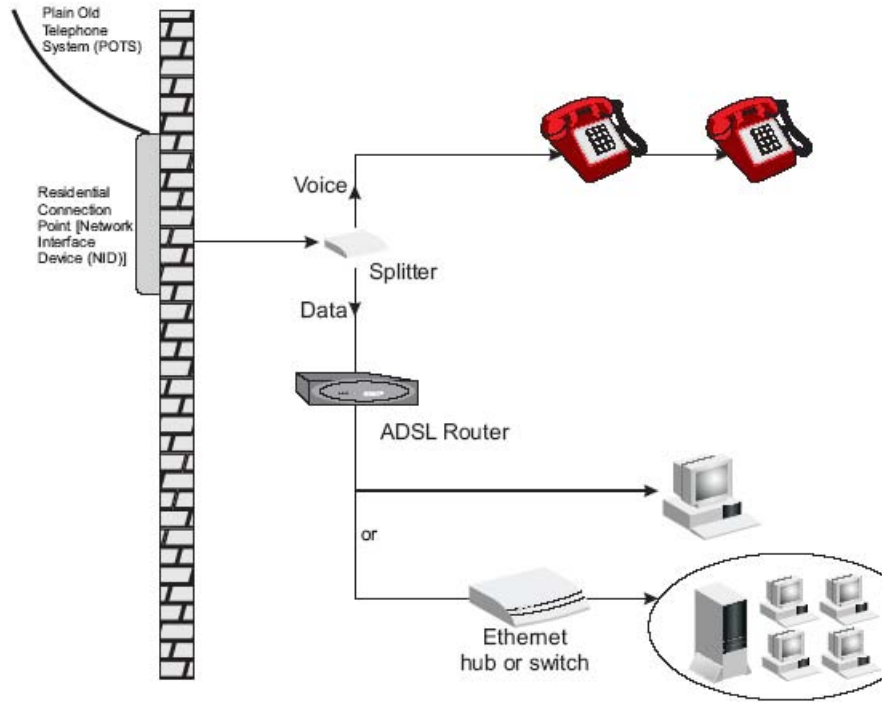 Plain Old
Telephone
System (POTS)
Residential
Connection
Point [Network
Interface
Device (NID)]
Voice
Splitter
Data
ADSL Router
or
Ethernet
hub or switch